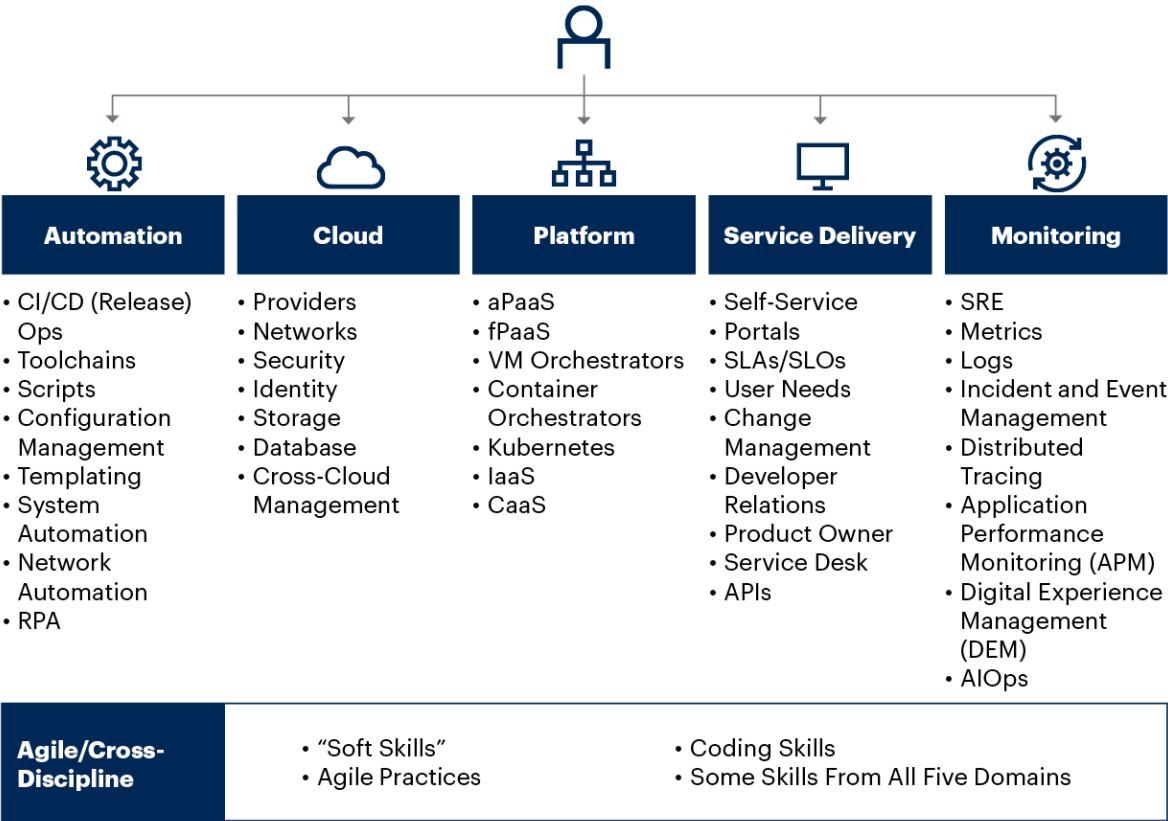 Automation
• CI/CD (Release)
Ops
• Toolchains
• Scripts
• Configuration
Management
• Templating
• System
Automation
• Network
Automation
• RPA
Cloud
• Providers
• Networks
• Security
• Identity
• Storage
• Database
• Cross-Cloud
Management
Platform
• aPaaS
• fPaaS
• VM Orchestrators
• Container
Orchestrators
• Kubernetes
• IaaS
• CaaS
Service Delivery
• Self-Service
• Portals
• SLAs/SLOs
• User Needs
• Change
Management
• Developer
Relations
• Product Owner
• Service Desk
• APIs
Monitoring
• SRE
• Metrics
• Logs
• Incident and Event
Management
• Distributed
Tracing
• Application
Performance
Monitoring (APM)
• Digital Experience
Management
(DEM)
• AIOps
Agile/Cross-
Discipline
• “Soft Skills”
• Agile Practices
• Coding Skills
• Some Skills From All Five Domains